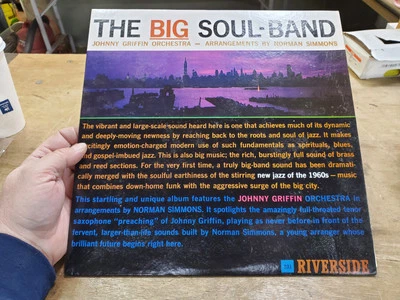 THE BIG SOUL-BAND
JOHNNY GRIFFIN ORCHESTRA — ARRANGEMENTS BY NORMAN SIMMONS
The vibrant and large-scale sound heard here is one that achieves much of its dynamic
and deeply-moving newness by reaching back to the roots and soul of jazz. It makes
excitingly emotion-charged modern use of such fundamentals as spirituals, blues,
and gospel-imbued jazz. This is also big music; the rich, burstingly full sound of brass
and reed sections. For the very first time, a truly big-band sound has been dramati-
cally merged with the soulful earthiness of the stirring new jazz of the 1960s — music
that combines down-home funk with the aggressive surge of the big city.
This startling and unique album features the JOHNNY GRIFFIN ORCHESTRA in
arrangements by NORMAN SIMMONS. It spotlights the amazingly full-throated tenor
saxophone "preaching" of Johnny Griffin, playing as never before in front of the
fervent, larger-than-life sounds built by Norman Simmons, a young arranger whose
brilliant future begins right here.
RIVERSIDE